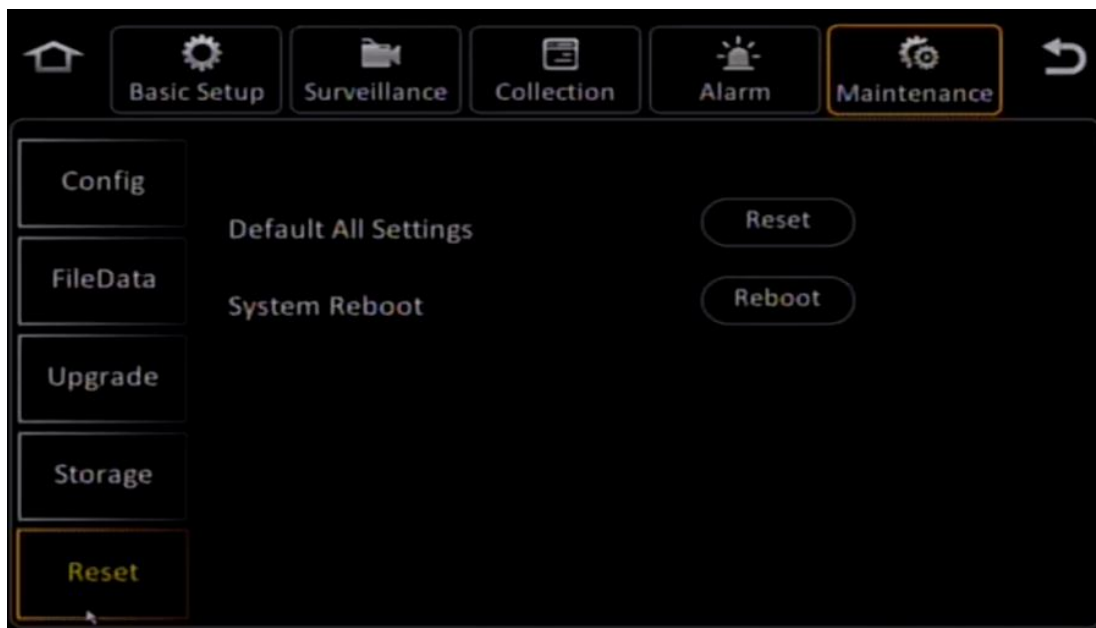 Basic Setup
Surveillance
Collection
Alarm
Maintenance
Config
FileData
Upgrade
Storage
Reset
Default All Settings
Reset
System Reboot
Reboot